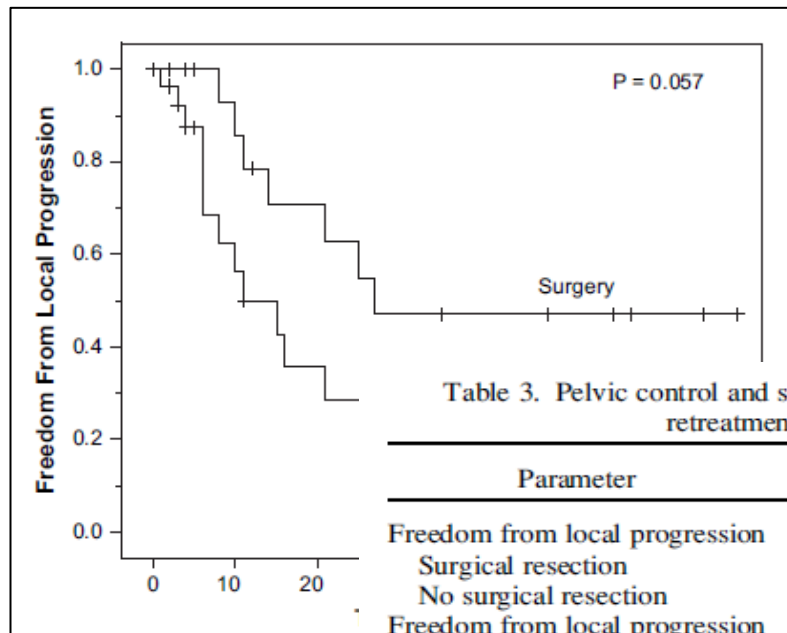 Freedom From Local Progression
1.0
0.8
0.6
0.4
0.2
0.0
P = 0.057
Surgery
0 10 20
Table 3. Pelvic control and s
retreatmen
Parameter
Freedom from local progression
Surgical resection
No surgical resection
Freedom from local progression